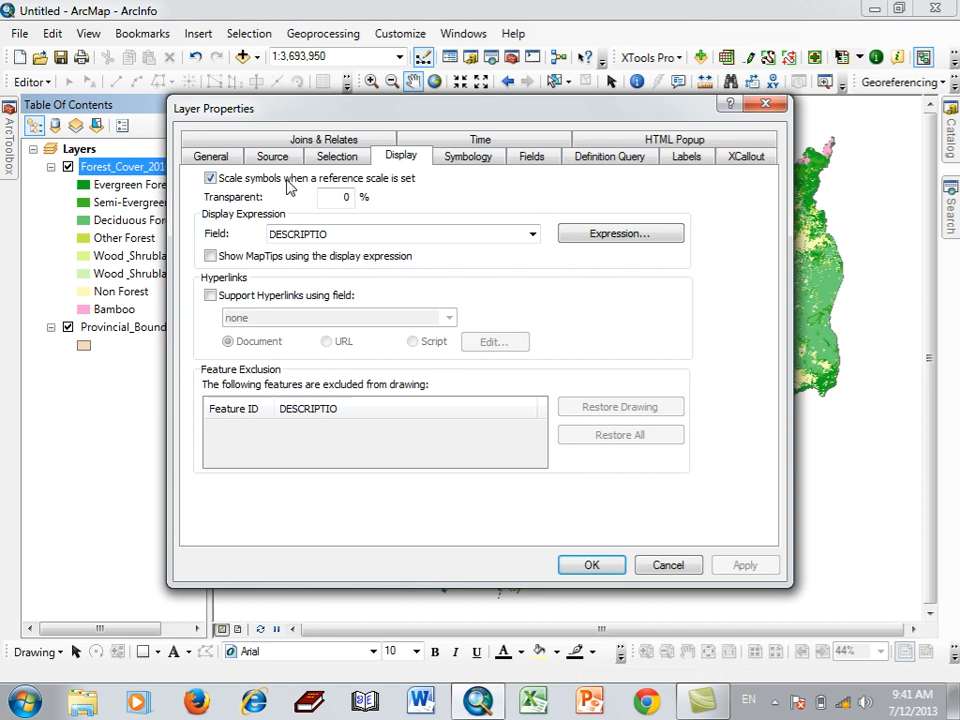 Untitled - ArcMap - ArcInfo
File Edit View Bookmarks Insert Selection Geoprocessing Customize Windows Help
1:3,693,950 XTools Pro
Editor Georeferencing
Table Of Contents
Layers
Forest_Cover_201
Evergreen Fore
Semi-Evergreen
Deciduous Fore
Other Forest
Wood_Shrubla
Wood_Shrubla
Non Forest
Bamboo
Provincial_Bound
ArcToolbox
Catalog
Search
Layer Properties
Joins & Relates Time HTML Popup
General Source Selection Display Symbology Fields Definition Query Labels XCallout
Scale symbols when a reference scale is set
Transparent: 0 %
Display Expression
Field: DESCRIPTIO Expression...
Show MapTips using the display expression
Hyperlinks
Support Hyperlinks using field:
none
Document URL Script Edit...
Feature Exclusion
The following features are excluded from drawing:
Feature ID DESCRIPTIO
Restore Drawing
Restore All
OK Cancel Apply
Drawing A Arial 10 B I U A 44%
EN 9:41 AM
7/12/2013